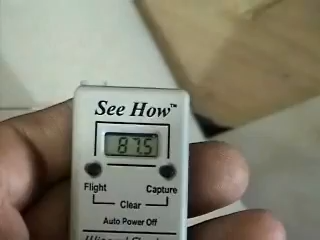 See How™
87.5
Flight Capture
Clear
Auto Power Off